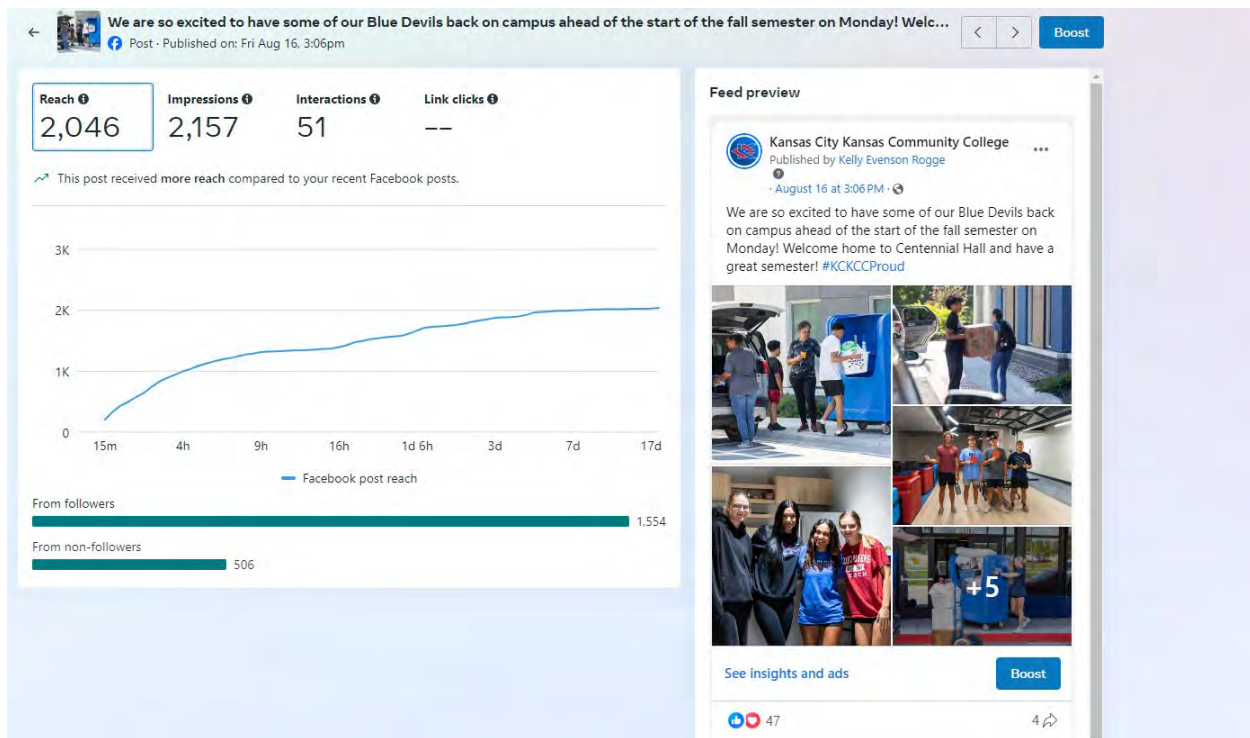 We are so excited to have some of our Blue Devils back on campus ahead of the start of the fall semester on Monday! Welc...
Post · Published on: Fri Aug 16, 3:06pm
Boost
Reach
Impressions
Interactions
Link clicks
2,046
2,157
51
--
This post received more reach compared to your recent Facebook posts.
3K
2K
1K
0
15m
4h
9h
16h
1d 6h
3d
7d
17d
Facebook post reach
From followers
1,554
From non-followers
506
Feed preview
Kansas City Kansas Community College
Published by Kelly Evenson Rogge
· August 16 at 3:06 PM ·
We are so excited to have some of our Blue Devils back
on campus ahead of the start of the fall semester on
Monday! Welcome home to Centennial Hall and have a
great semester! #KCKCCProud
+5
See insights and ads
Boost
47
4